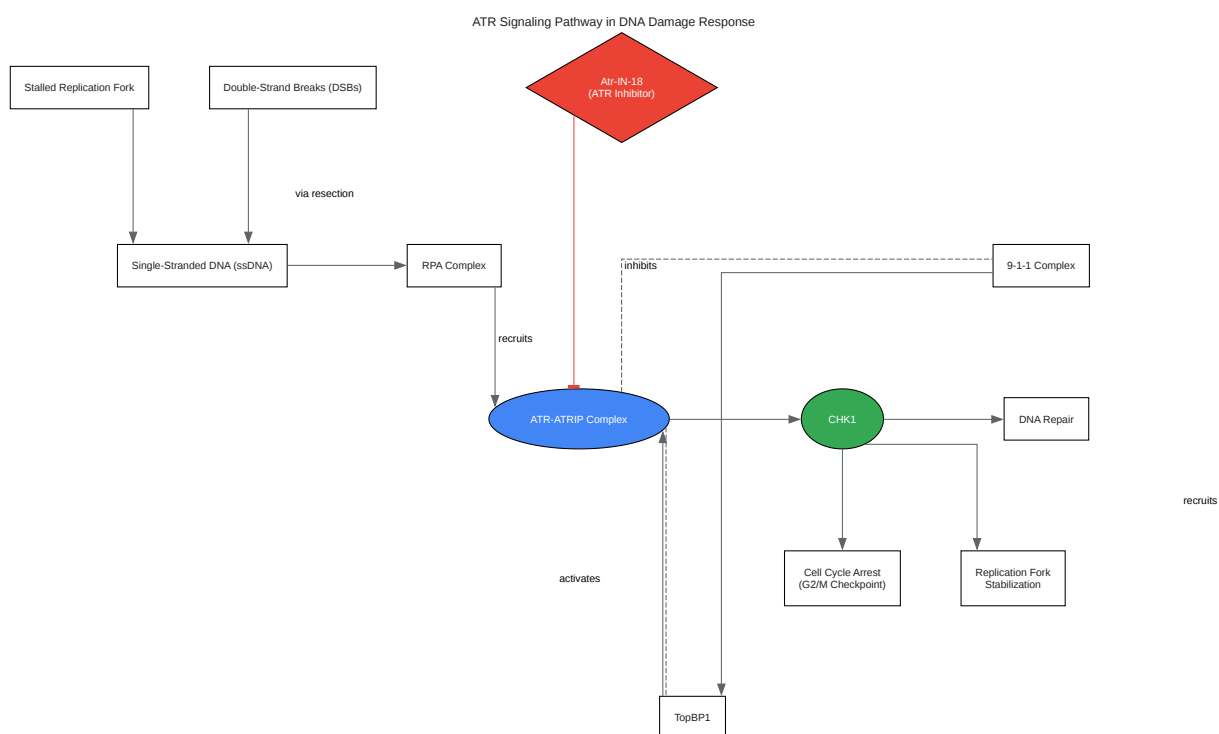 ATR Signaling Pathway in DNA Damage Response
Stalled Replication Fork
Double-Strand Breaks (DSBs)
Atr-IN-18
(ATR Inhibitor)
via resection
Single-Stranded DNA (ssDNA)
RPA Complex
inhibits
9-1-1 Complex
recruits
ATR-ATRIP Complex
CHK1
DNA Repair
recruits
activates
Cell Cycle Arrest
(G2/M Checkpoint)
Replication Fork
Stabilization
TopBP1